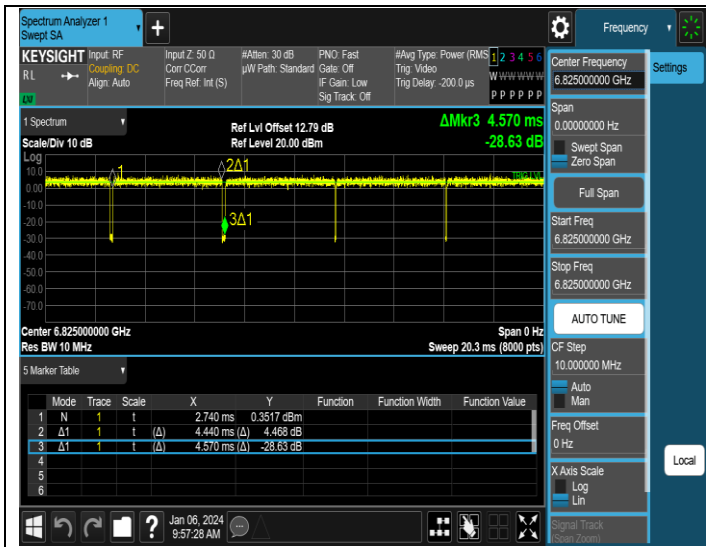 Spectrum Analyzer 1
Swept SA
Frequency
KEYSIGHT Input: RF Input Z: 50 Ω #Atten: 30 dB PNO: Fast #Avg Type: Power (RMS 1 2 3 4 5 6
RL Coupling: DC Corr CCorr µW Path: Standard Gate: Off Trig: Video W W W W W W
Align: Auto Freq Ref: Int (S) IF Gain: Low Trig Delay: -200.0 µs
Sig Track: Off P P P P P P
LXI
Settings
Center Frequency
6.825000000 GHz
Span
0.00000000 Hz
Swept Span
Zero Span
Full Span
Start Freq
6.825000000 GHz
Stop Freq
6.825000000 GHz
AUTO TUNE
CF Step
10.000000 MHz
Auto
Man
Freq Offset
0 Hz
X Axis Scale
Log
Lin
Signal Track
(Span Zoom)
Local
1 Spectrum
Ref Lvl Offset 12.79 dB
ΔMkr3 4.570 ms
Scale/Div 10 dB
Ref Level 20.00 dBm
-28.63 dB
Log
10.0
0.00
-10.0
-20.0
-30.0
-40.0
-50.0
-60.0
-70.0
1
2Δ1
3Δ1
TRIG LVL
Center 6.825000000 GHz
Span 0 Hz
Res BW 10 MHz
Sweep 20.3 ms (8000 pts)
5 Marker Table
Mode Trace Scale X Y Function Function Width Function Value
1 N 1 t 2.740 ms 0.3517 dBm
2 Δ1 1 t (Δ) 4.440 ms (Δ) 4.468 dB
3 Δ1 1 t (Δ) 4.570 ms (Δ) -28.63 dB
4
5
6
Jan 06, 2024
9:57:28 AM